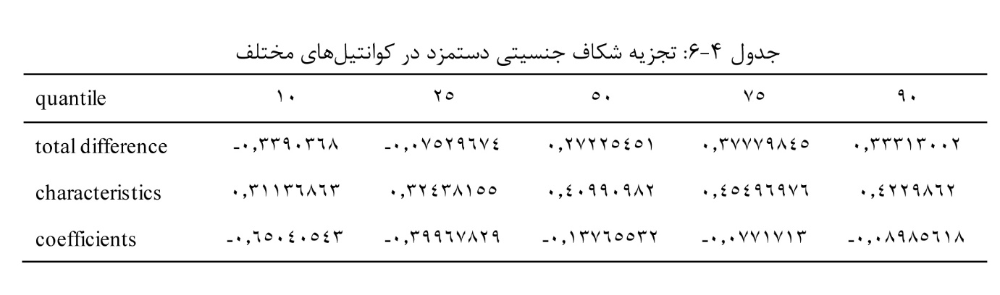 جدول ۴-۶: تجزیه شکاف جنسیتی دستمزد در کوانتیل‌های مختلف
quantile ١٠ ٢٥ ٥٠ ٧٥ ٩٠
total difference -٠,٣٣٩٠٣٦٨ -٠,٠٧٥٢٩٦٧٤ ٠,٢٧٢٢٥٤٥١ ٠,٣٧٧٧٩٨٤٥ ٠,٣٣٣١٣٠٠٢
characteristics ٠,٣١١٣٦٨٦٣ ٠,٣٢٤٣٨١٥٥ ٠,٤٠٩٩٠٩٨٢ ٠,٤٥٤٩٦٩٧٦ ٠,٤٢٢٩٨٦٢
coefficients -٠,٦٥٠٤٠٥٤٣ -٠,٣٩٩٦٧٨٢٩ -٠,١٣٧٦٥٥٣٢ -٠,٠٧٧١٧١٣ -٠,٠٨٩٨٥٦١٨